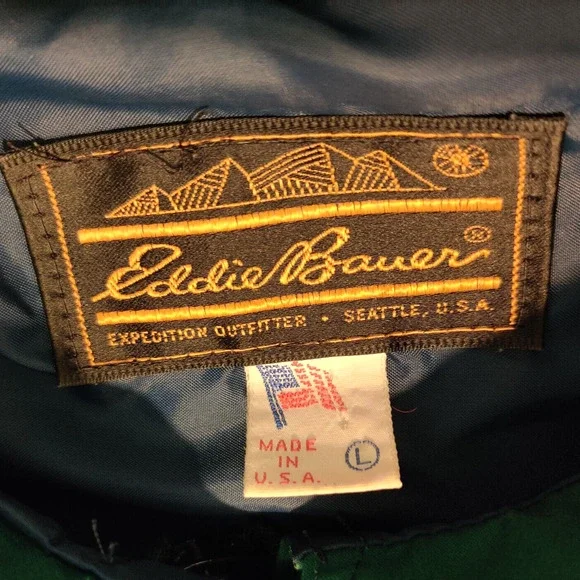 Eddie Bauer®
EXPEDITION OUTFITTER • SEATTLE, U.S.A.
MADE
IN
U.S.A.
L